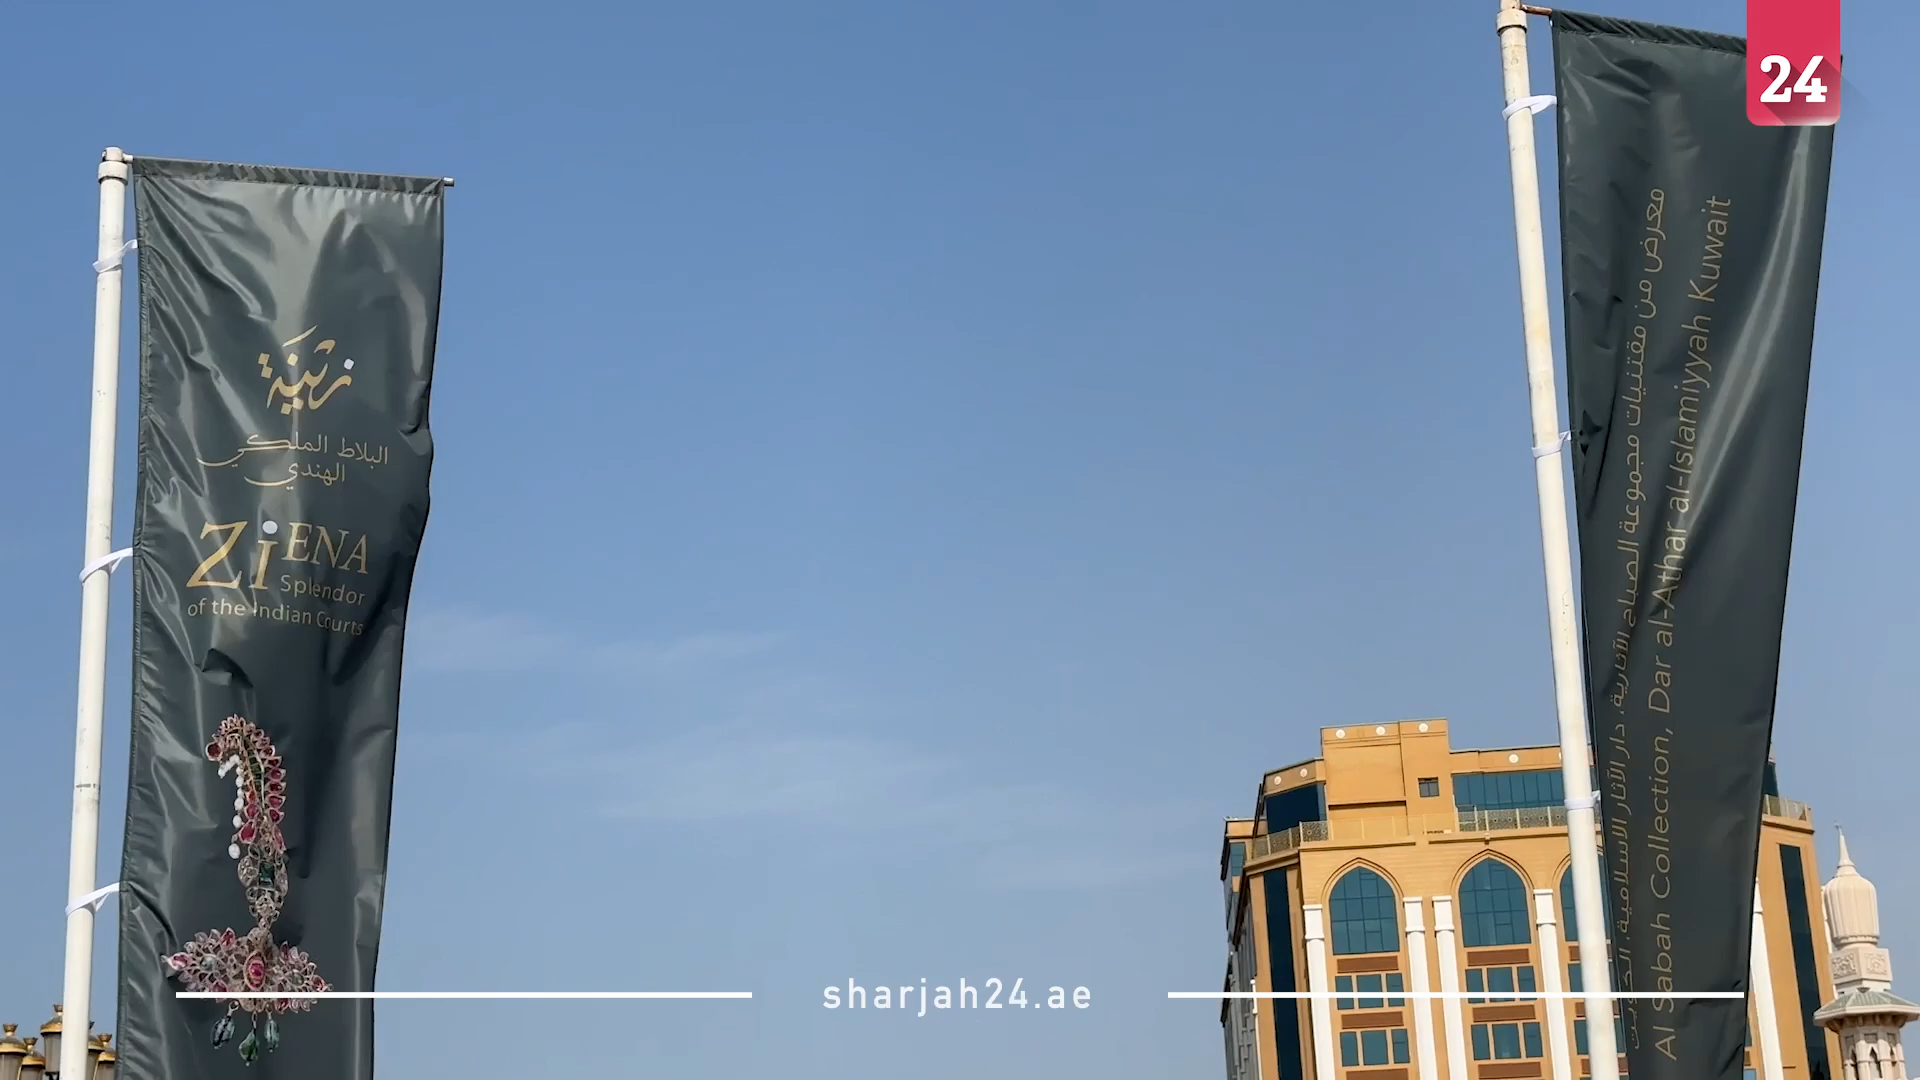 زينة
البلاط الملكي
الهندي
ZiENA
Splendor
of the Indian Courts
24
معرض من مقتنيات مجموعة الصباح الآثارية، دار الآثار الإسلامية، الكويت
Al Sabah Collection, Dar al-Athar al-Islamiyyah Kuwait
sharjah24.ae